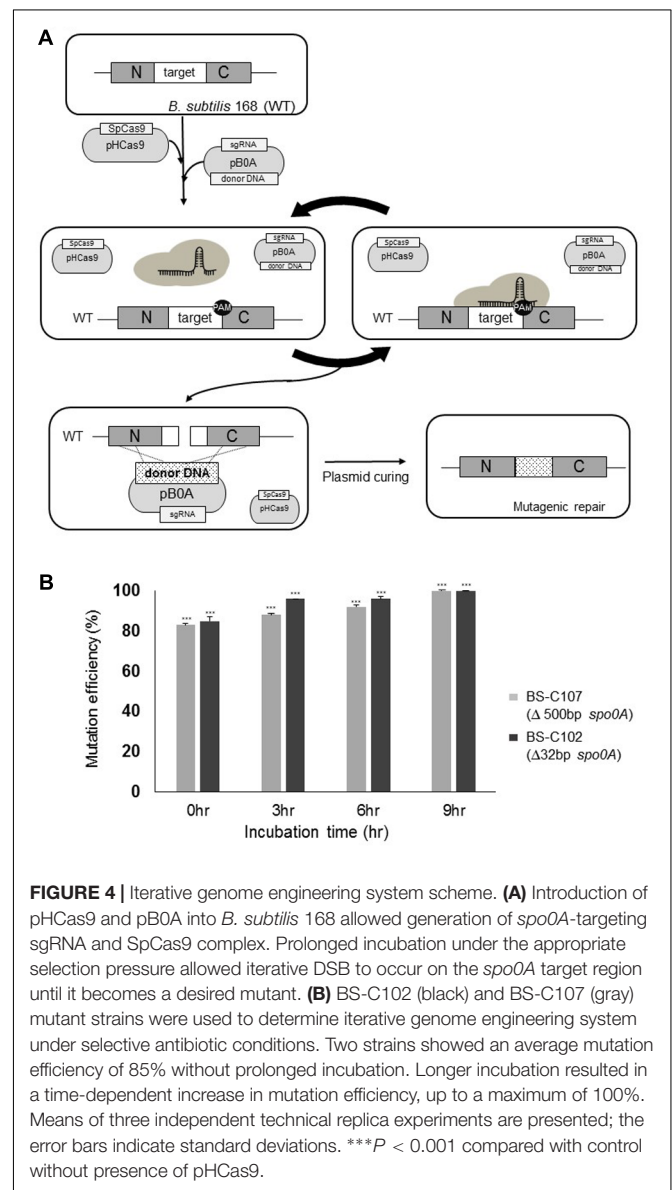 A
N target C
B. subtilis 168 (WT)
SpCas9
pHCas9
sgRNA
pB0A
donor DNA
SpCas9
pHCas9
sgRNA
pB0A
donor DNA
WT N target PAM C
SpCas9
pHCas9
sgRNA
pB0A
donor DNA
WT N target PAM C
WT N C
donor DNA
pB0A
sgRNA
SpCas9
pHCas9
Plasmid curing
N C
Mutagenic repair
B
Mutation efficiency (%)
100
80
60
40
20
0
*** *** *** *** *** *** *** ***
0hr 3hr 6hr 9hr
Incubation time (hr)
BS-C107
(Δ 500bp spo0A)
BS-C102
(Δ32bp spo0A)
FIGURE 4 | Iterative genome engineering system scheme. (A) Introduction of
pHCas9 and pB0A into B. subtilis 168 allowed generation of spo0A-targeting
sgRNA and SpCas9 complex. Prolonged incubation under the appropriate
selection pressure allowed iterative DSB to occur on the spo0A target region
until it becomes a desired mutant. (B) BS-C102 (black) and BS-C107 (gray)
mutant strains were used to determine iterative genome engineering system
under selective antibiotic conditions. Two strains showed an average mutation
efficiency of 85% without prolonged incubation. Longer incubation resulted in
a time-dependent increase in mutation efficiency, up to a maximum of 100%.
Means of three independent technical replica experiments are presented; the
error bars indicate standard deviations. ***P < 0.001 compared with control
without presence of pHCas9.